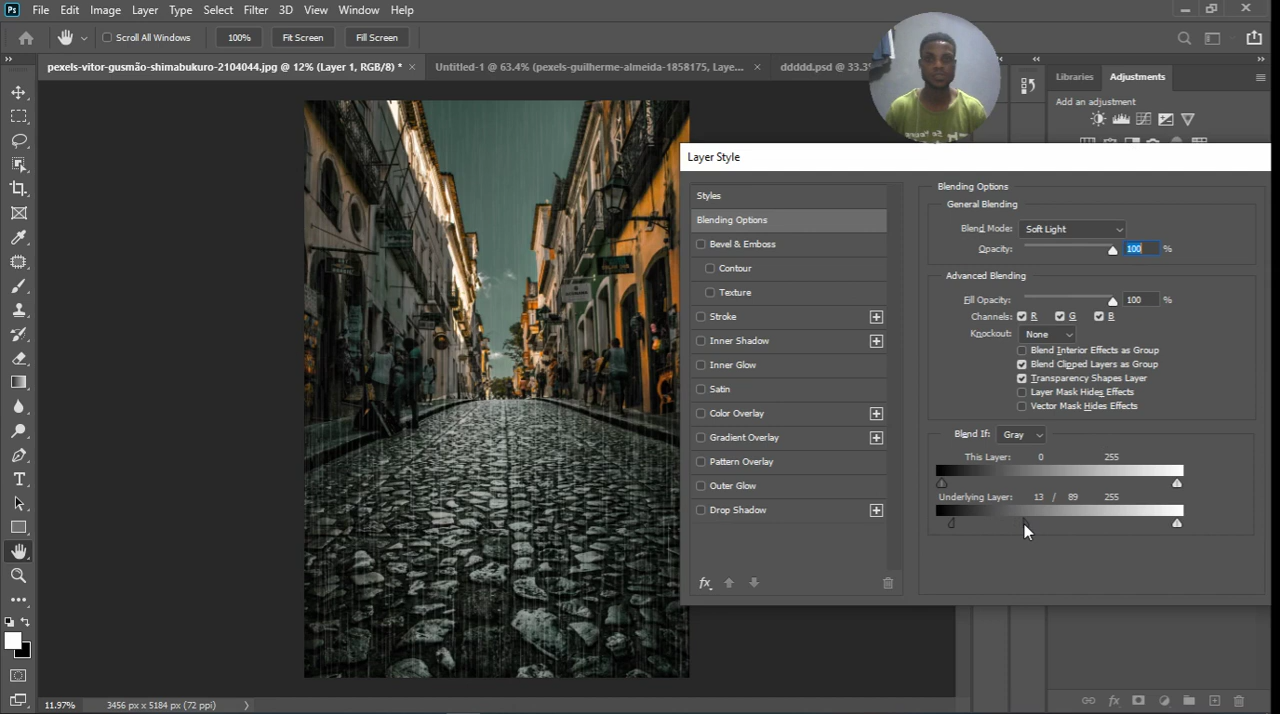 Ps File Edit Image Layer Type Select Filter 3D View Window Help
Scroll All Windows 100% Fit Screen Fill Screen
pexels-vitor-gusmão-shimabukuro-2104044.jpg @ 12% (Layer 1, RGB/8) * × Untitled-1 @ 63.4% (pexels-guilherme-almeida-1858175, Laye... × ddddd.psd @ 33.3
Libraries Adjustments
Add an adjustment
Layer Style
Styles
Blending Options
Bevel & Emboss
Contour
Texture
Stroke
Inner Shadow
Inner Glow
Satin
Color Overlay
Gradient Overlay
Pattern Overlay
Outer Glow
Drop Shadow
fx
Blending Options
General Blending
Blend Mode: Soft Light
Opacity: 100 %
Advanced Blending
Fill Opacity: 100 %
Channels: R G B
Knockout: None
Blend Interior Effects as Group
Blend Clipped Layers as Group
Transparency Shapes Layer
Layer Mask Hides Effects
Vector Mask Hides Effects
Blend If: Gray
This Layer: 0 255
Underlying Layer: 13 / 89 255
11.97% 3456 px x 5184 px (72 ppi)
fx